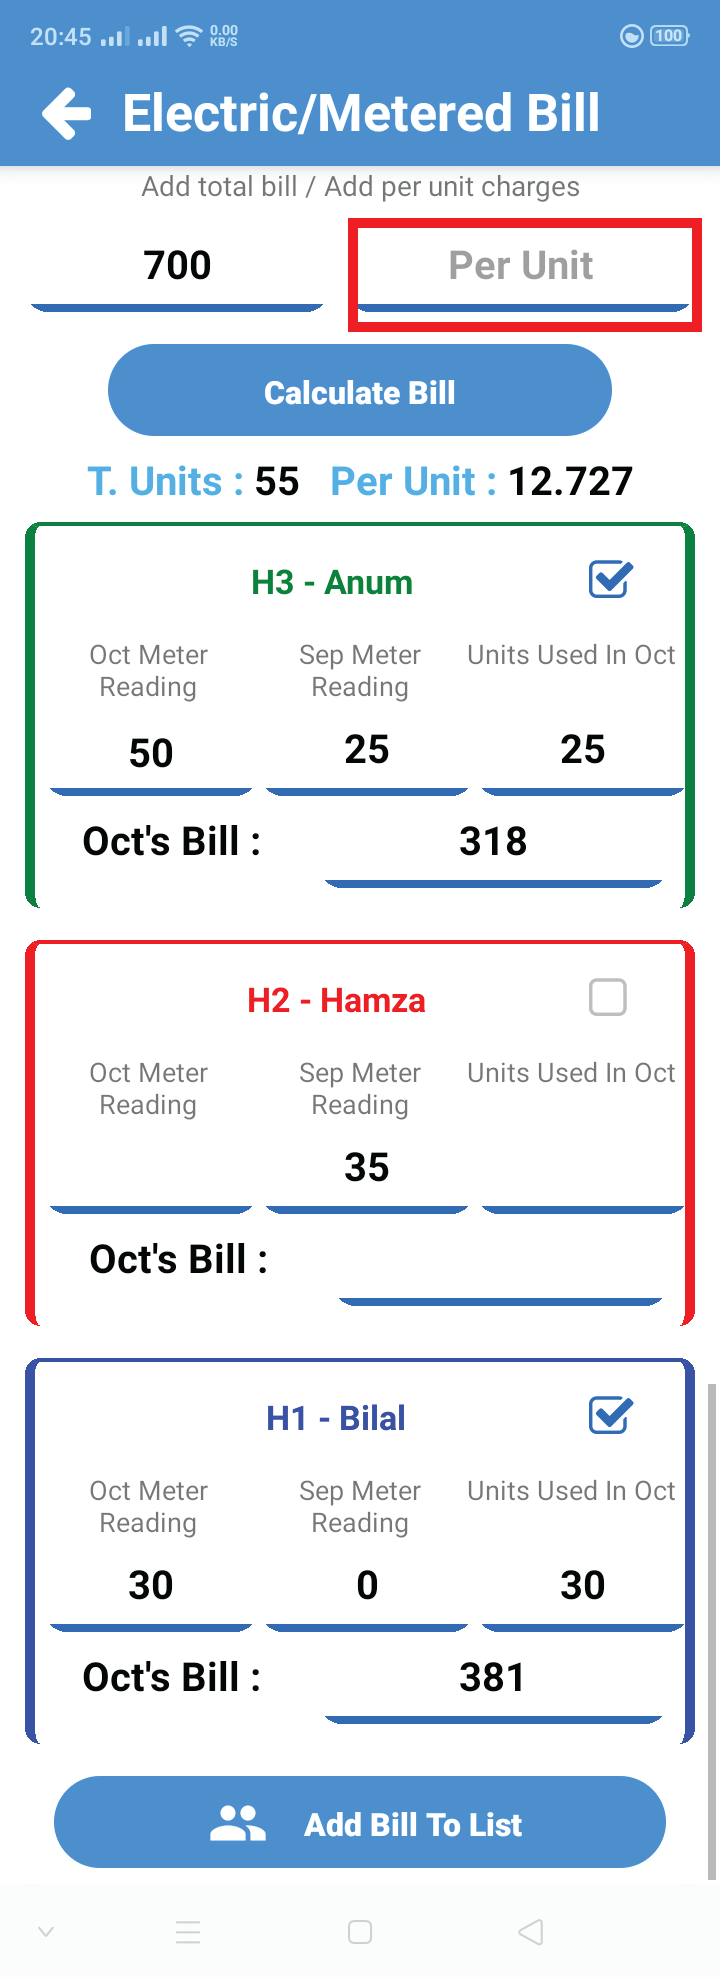 20:45 0.00 KB/S 100
Electric/Metered Bill
Add total bill / Add per unit charges
700 Per Unit
Calculate Bill
T. Units : 55 Per Unit : 12.727
H3 - Anum
Oct Meter Reading Sep Meter Reading Units Used In Oct
50 25 25
Oct's Bill : 318
H2 - Hamza
Oct Meter Reading Sep Meter Reading Units Used In Oct
35
Oct's Bill :
H1 - Bilal
Oct Meter Reading Sep Meter Reading Units Used In Oct
30 0 30
Oct's Bill : 381
Add Bill To List